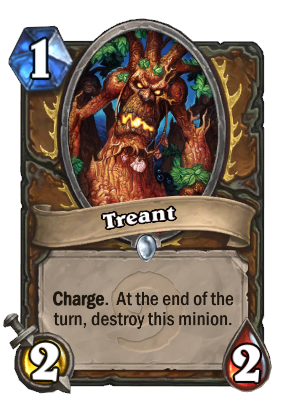 1
Treant
Charge. At the end of the
turn, destroy this minion.
2
2